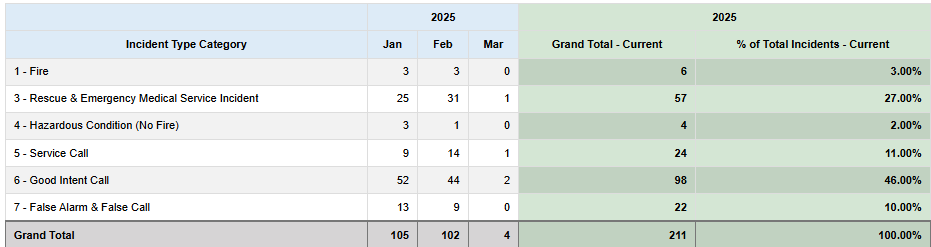 2025 2025
Incident Type Category Jan Feb Mar Grand Total - Current % of Total Incidents - Current
1 - Fire 3 3 0 6 3.00%
3 - Rescue & Emergency Medical Service Incident 25 31 1 57 27.00%
4 - Hazardous Condition (No Fire) 3 1 0 4 2.00%
5 - Service Call 9 14 1 24 11.00%
6 - Good Intent Call 52 44 2 98 46.00%
7 - False Alarm & False Call 13 9 0 22 10.00%
Grand Total 105 102 4 211 100.00%